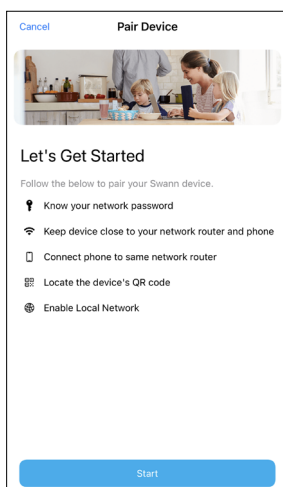 Cancel Pair Device
Let's Get Started
Follow the below to pair your Swann device.
Know your network password
Keep device close to your network router and phone
Connect phone to same network router
Locate the device's QR code
Enable Local Network
Start